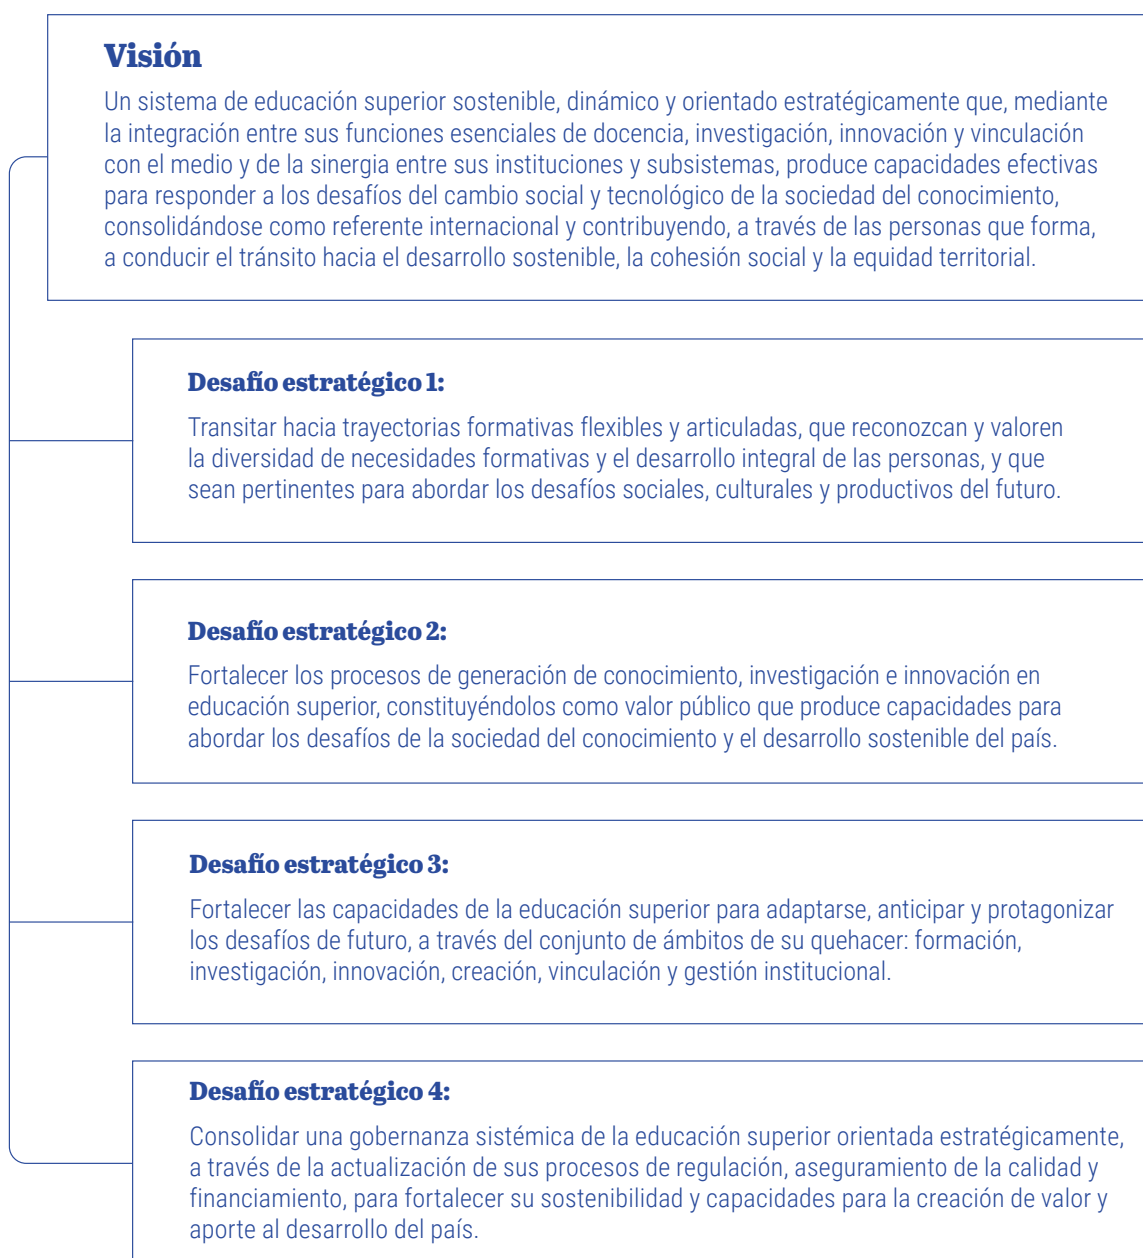 Visión
Un sistema de educación superior sostenible, dinámico y orientado estratégicamente que, mediante
la integración entre sus funciones esenciales de docencia, investigación, innovación y vinculación
con el medio y de la sinergia entre sus instituciones y subsistemas, produce capacidades efectivas
para responder a los desafíos del cambio social y tecnológico de la sociedad del conocimiento,
consolidándose como referente internacional y contribuyendo, a través de las personas que forma,
a conducir el tránsito hacia el desarrollo sostenible, la cohesión social y la equidad territorial.
Desafío estratégico 1:
Transitar hacia trayectorias formativas flexibles y articuladas, que reconozcan y valoren
la diversidad de necesidades formativas y el desarrollo integral de las personas, y que
sean pertinentes para abordar los desafíos sociales, culturales y productivos del futuro.
Desafío estratégico 2:
Fortalecer los procesos de generación de conocimiento, investigación e innovación en
educación superior, constituyéndolos como valor público que produce capacidades para
abordar los desafíos de la sociedad del conocimiento y el desarrollo sostenible del país.
Desafío estratégico 3:
Fortalecer las capacidades de la educación superior para adaptarse, anticipar y protagonizar
los desafíos de futuro, a través del conjunto de ámbitos de su quehacer: formación,
investigación, innovación, creación, vinculación y gestión institucional.
Desafío estratégico 4:
Consolidar una gobernanza sistémica de la educación superior orientada estratégicamente,
a través de la actualización de sus procesos de regulación, aseguramiento de la calidad y
financiamiento, para fortalecer su sostenibilidad y capacidades para la creación de valor y
aporte al desarrollo del país.